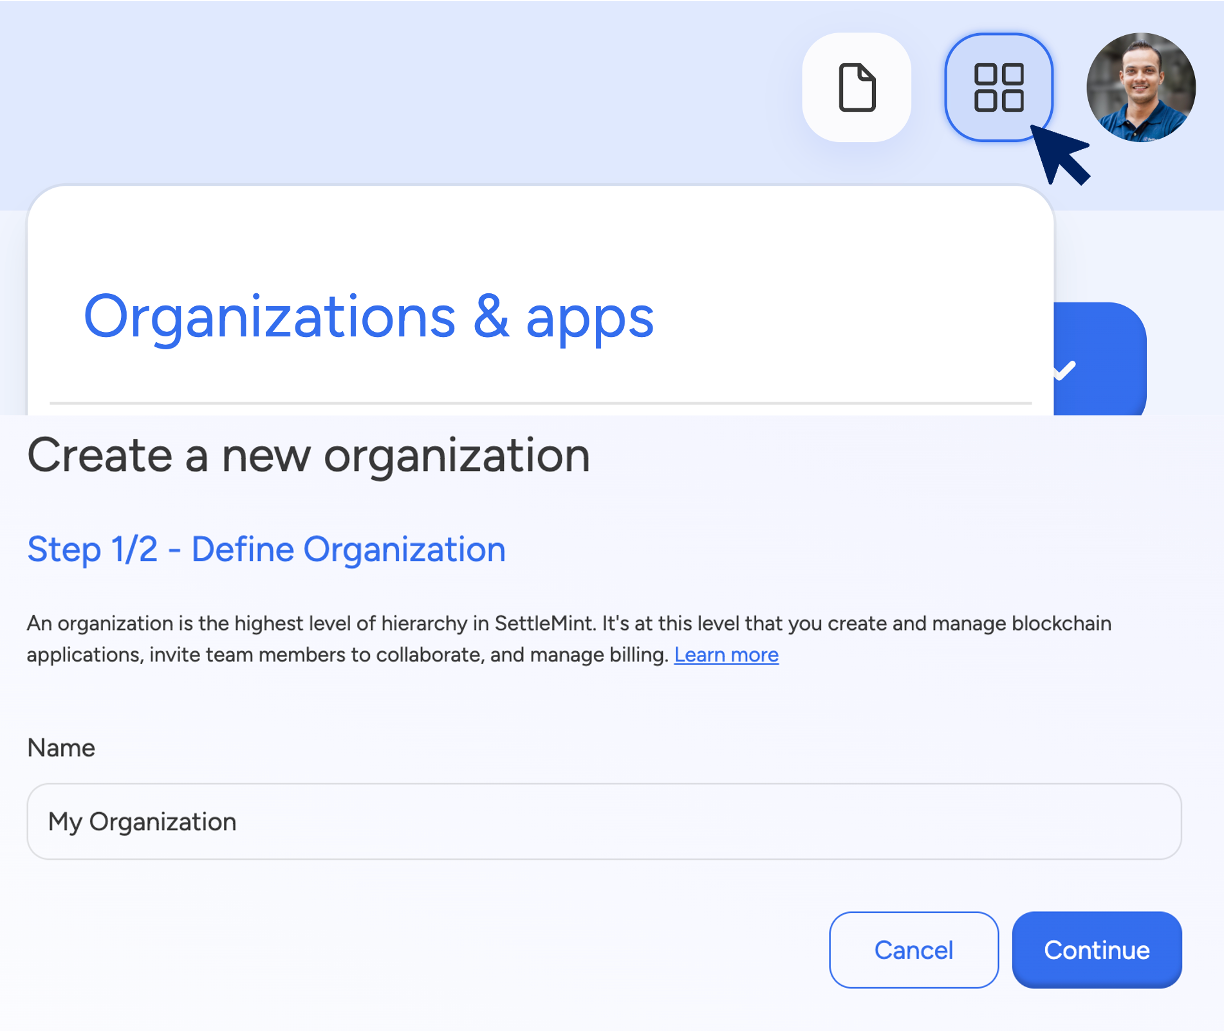 Organizations & apps
Create a new organization
Step 1/2 - Define Organization
An organization is the highest level of hierarchy in SettleMint. It's at this level that you create and manage blockchain
applications, invite team members to collaborate, and manage billing. Learn more
Name
My Organization
Cancel
Continue